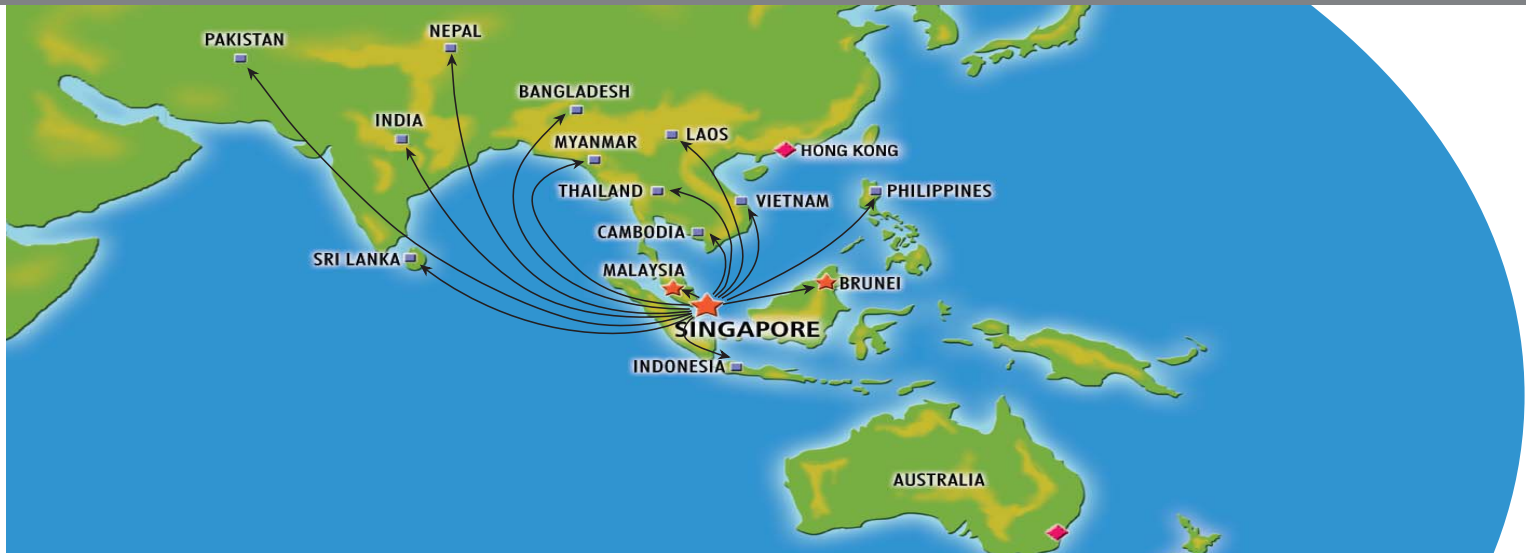 NEPAL
PAKISTAN
BANGLADESH
INDIA
LAOS
MYANMAR
HONG KONG
THAILAND
PHILIPPINES
VIETNAM
CAMBODIA
SRI LANKA
MALAYSIA
BRUNEI
SINGAPORE
INDONESIA
AUSTRALIA